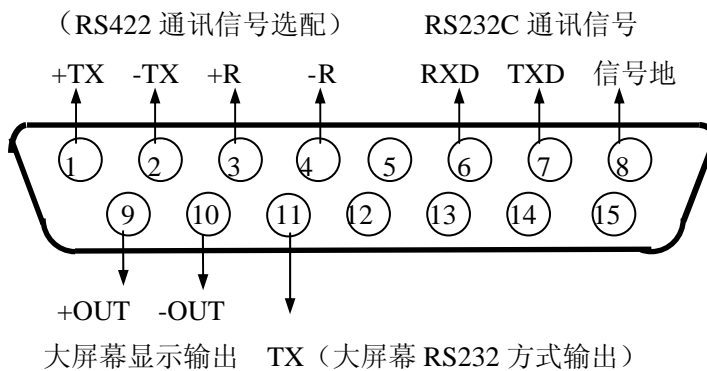 （RS422 通讯信号选配） RS232C 通讯信号
+TX -TX +R -R RXD TXD 信号地
1 2 3 4 5 6 7 8
9 10 11 12 13 14 15
+OUT -OUT
大屏幕显示输出 TX（大屏幕 RS232 方式输出）